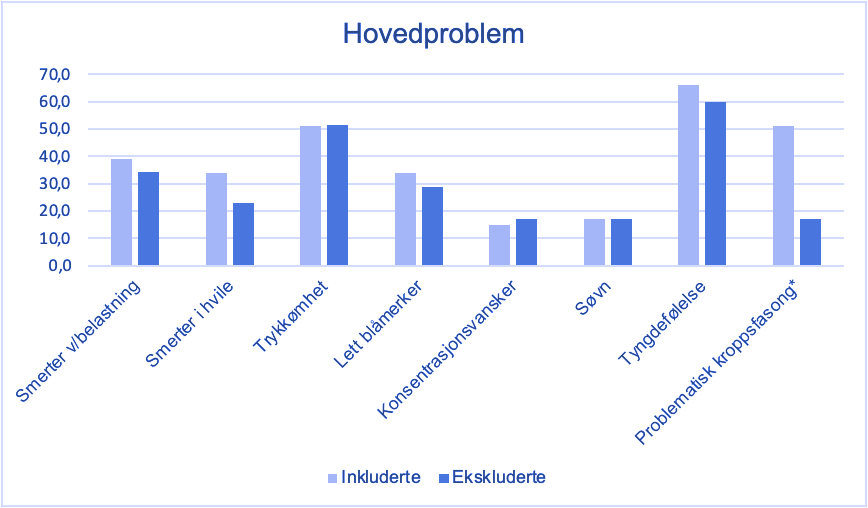 Hovedproblem
70,0
60,0
50,0
40,0
30,0
20,0
10,0
0,0
Smerter v/belastning
Smerter i hvile
Trykkømhet
Lett blåmerker
Konsentrasjonsvansker
Søvn
Tyngdefølelse
Problematisk kroppsfasong*
Inkluderte
Ekskluderte